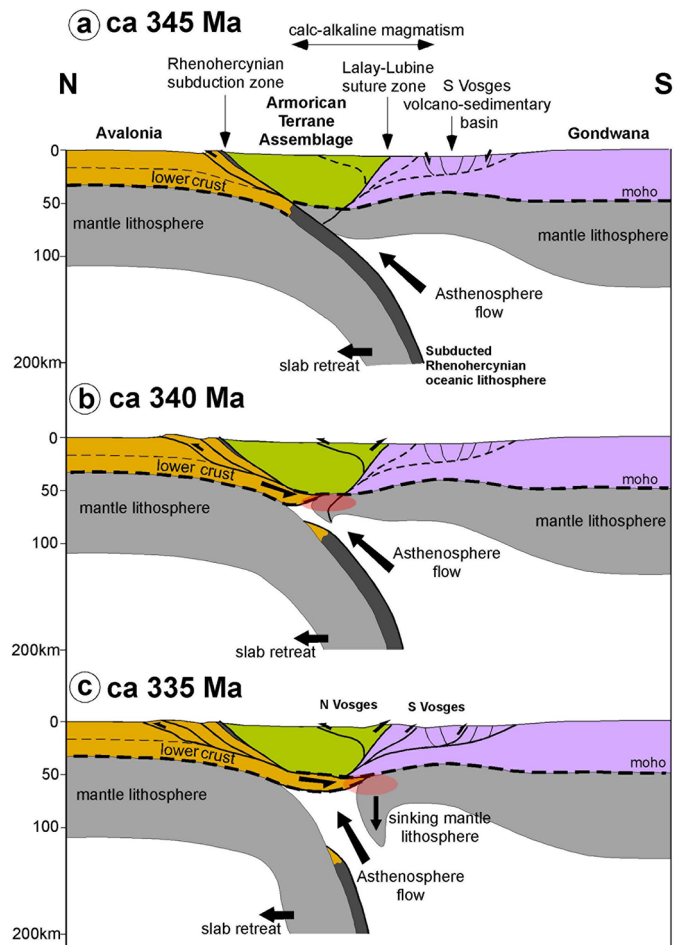 a ca 345 Ma
calc-alkaline magmatism
N
Rhenohercynian
subduction zone
Lalay-Lubine
suture zone
S Vosges
volcano-sedimentary
basin
S
Avalonia
Armorican
Terrane
Assemblage
Gondwana
0
lower crust
50
moho
mantle lithosphere
mantle lithosphere
100
Asthenosphere
flow
slab retreat
Subducted
Rhenohercynian
oceanic lithosphere
200km
b ca 340 Ma
0
lower crust
50
moho
mantle lithosphere
mantle lithosphere
100
Asthenosphere
flow
slab retreat
200km
c ca 335 Ma
N Vosges
S Vosges
0
lower crust
50
moho
mantle lithosphere
sinking mantle
lithosphere
100
Asthenosphere
flow
slab retreat
200km